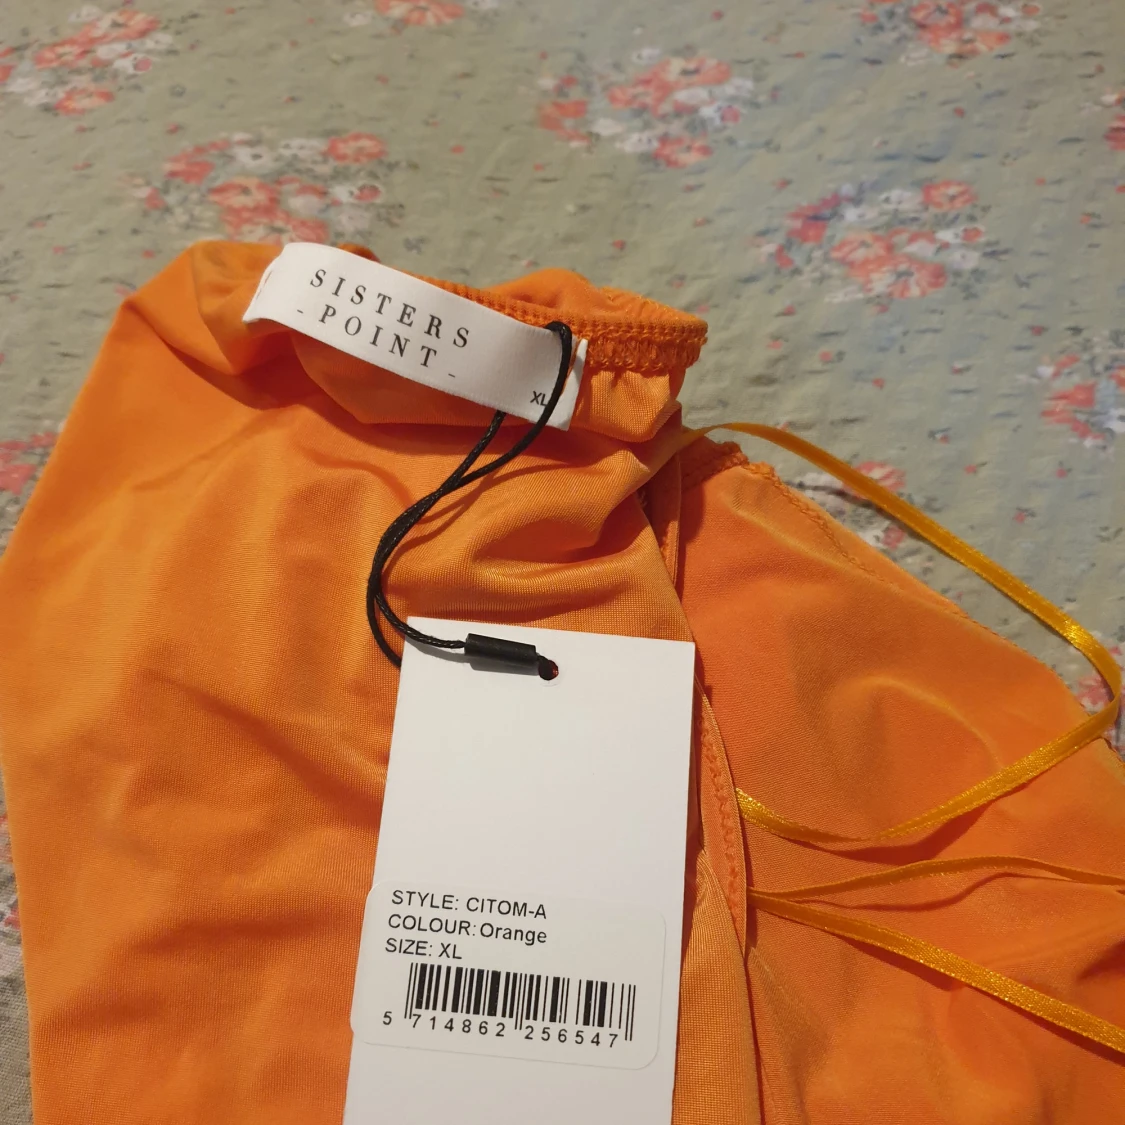 SISTERS
- POINT -
XL
STYLE: CITOM-A
COLOUR: Orange
SIZE: XL
5 714862 256547